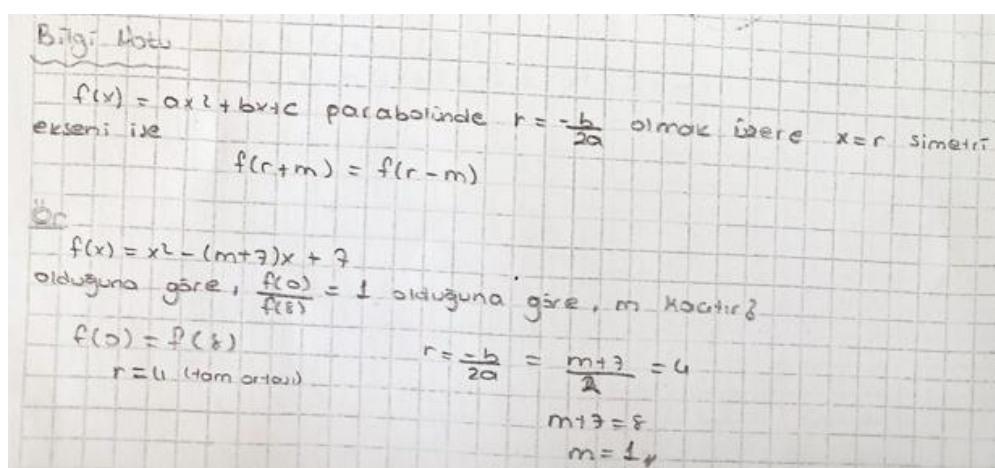 Bilgi Notu
f(x) = ax² + bx+c parabolünde r = -b/2a olmak üzere x=r simetri
ekseni ise
f(r+m) = f(r-m)
Ör
f(x) = x² - (m+7)x + 7
olduğuna göre, f(0)/f(8) = 1 olduğuna göre, m kaçtır?
f(0) = f(8)
r=4 (tam ortası)
r = -b/2a = m+7/2 = 4
m+7=8
m=1